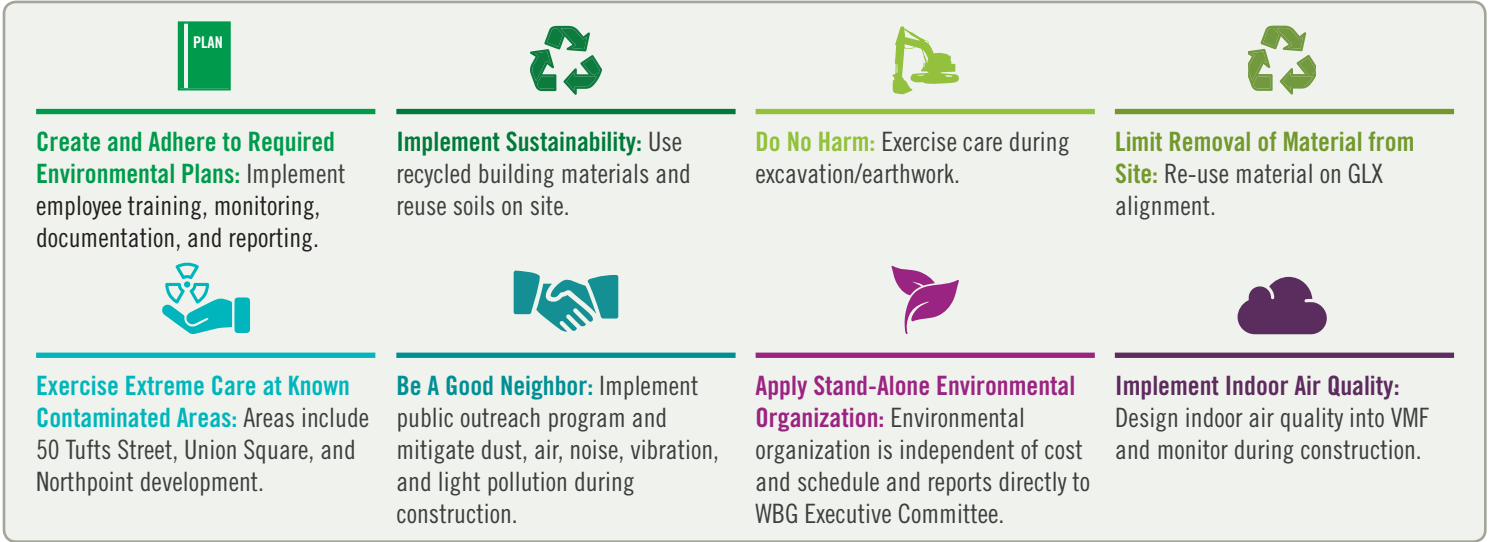 PLAN
Create and Adhere to Required
Environmental Plans: Implement
employee training, monitoring,
documentation, and reporting.
Implement Sustainability: Use
recycled building materials and
reuse soils on site.
Do No Harm: Exercise care during
excavation/earthwork.
Limit Removal of Material from
Site: Re-use material on GLX
alignment.
Exercise Extreme Care at Known
Contaminated Areas: Areas include
50 Tufts Street, Union Square, and
Northpoint development.
Be A Good Neighbor: Implement
public outreach program and
mitigate dust, air, noise, vibration,
and light pollution during
construction.
Apply Stand-Alone Environmental
Organization: Environmental
organization is independent of cost
and schedule and reports directly to
WBG Executive Committee.
Implement Indoor Air Quality:
Design indoor air quality into VMF
and monitor during construction.